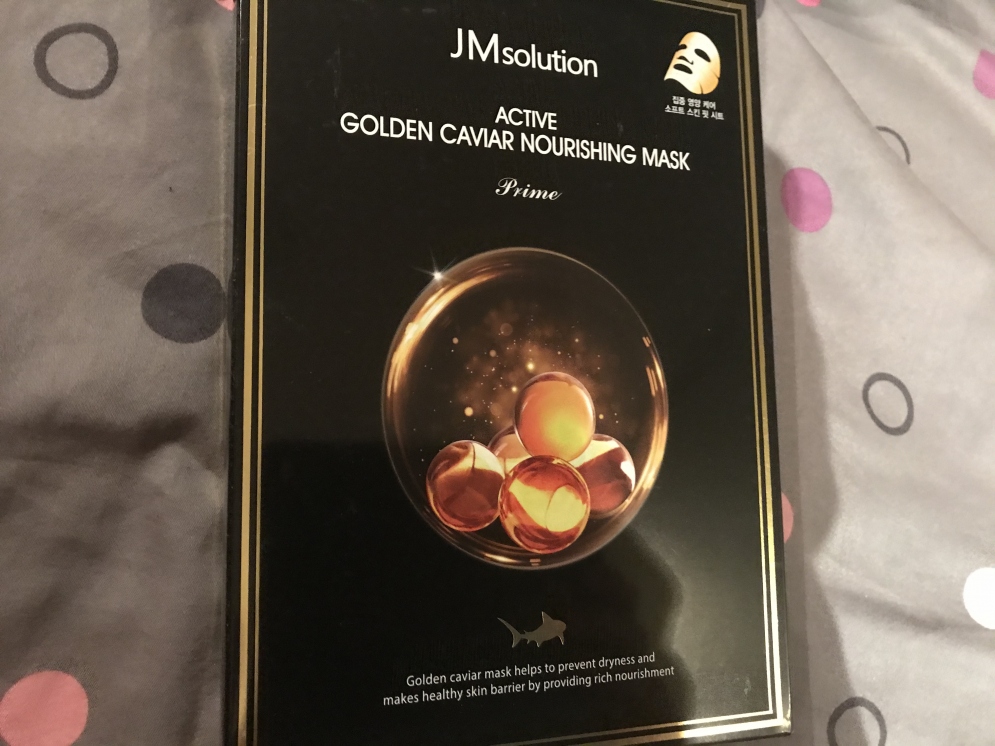 JMsolution
집중 영양 케어
소프트 스킨 핏 시트
ACTIVE
GOLDEN CAVIAR NOURISHING MASK
Prime
Golden caviar mask helps to prevent dryness and
makes healthy skin barrier by providing rich nourishment